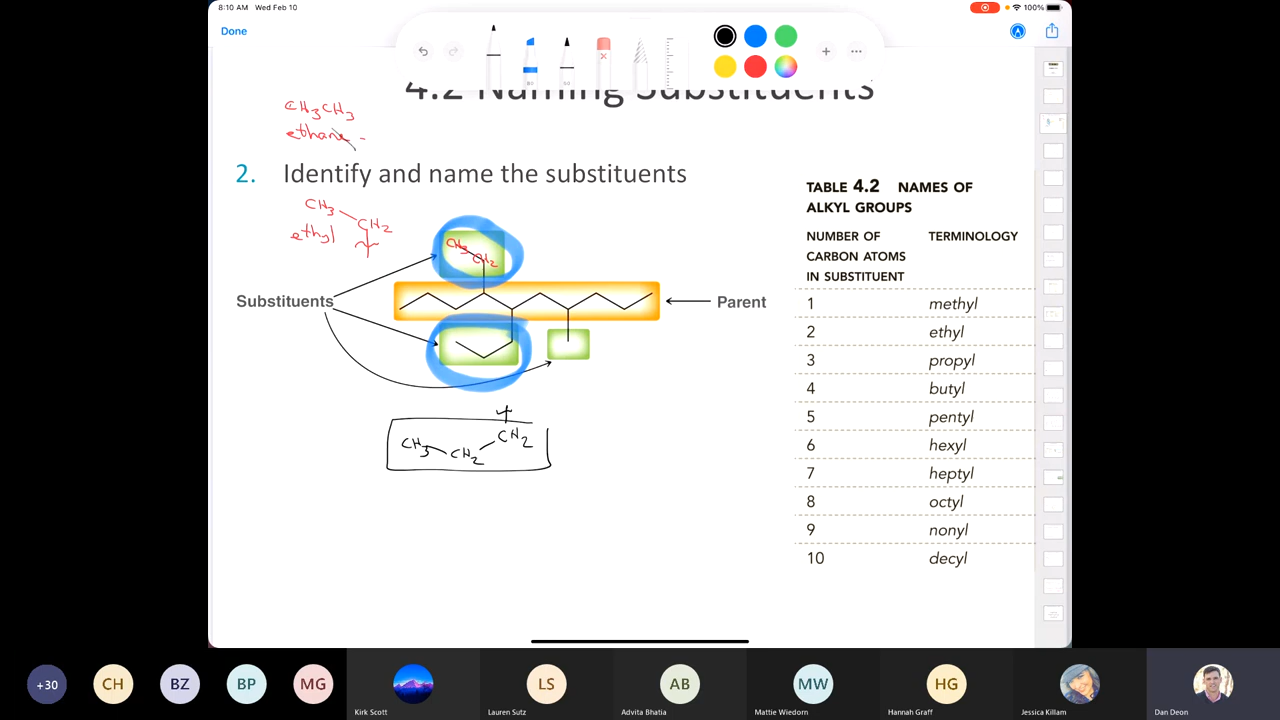 8:10 AM Wed Feb 10
100%
Done
4.2 Naming Substituents
CH3CH3
ethane
2. Identify and name the substituents
CH3
CH2
ethyl
CH3
CH2
Substituents
Parent
CH3
CH2
CH2
TABLE 4.2 NAMES OF
ALKYL GROUPS
NUMBER OF TERMINOLOGY
CARBON ATOMS
IN SUBSTITUENT
1 methyl
2 ethyl
3 propyl
4 butyl
5 pentyl
6 hexyl
7 heptyl
8 octyl
9 nonyl
10 decyl
+30
CH
BZ
BP
MG
LS
AB
MW
HG
Kirk Scott
Lauren Sutz
Advita Bhatia
Mattie Wiedorn
Hannah Graff
Jessica Killam
Dan Deon